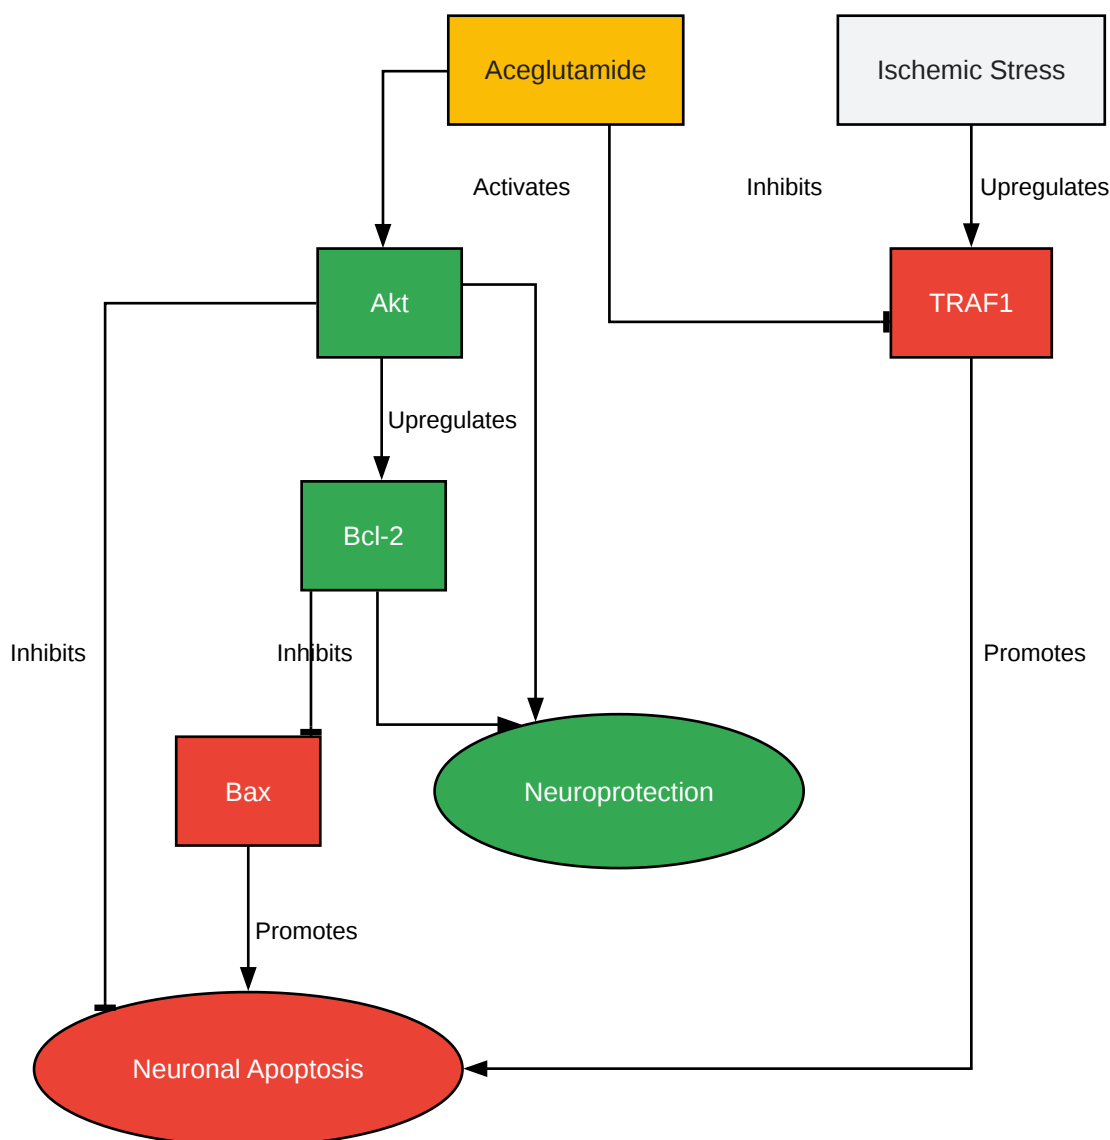 Aceglutamide
Ischemic Stress
Activates
Inhibits
Upregulates
Akt
TRAF1
Upregulates
Bcl-2
Inhibits
Inhibits
Promotes
Bax
Neuroprotection
Promotes
Neuronal Apoptosis